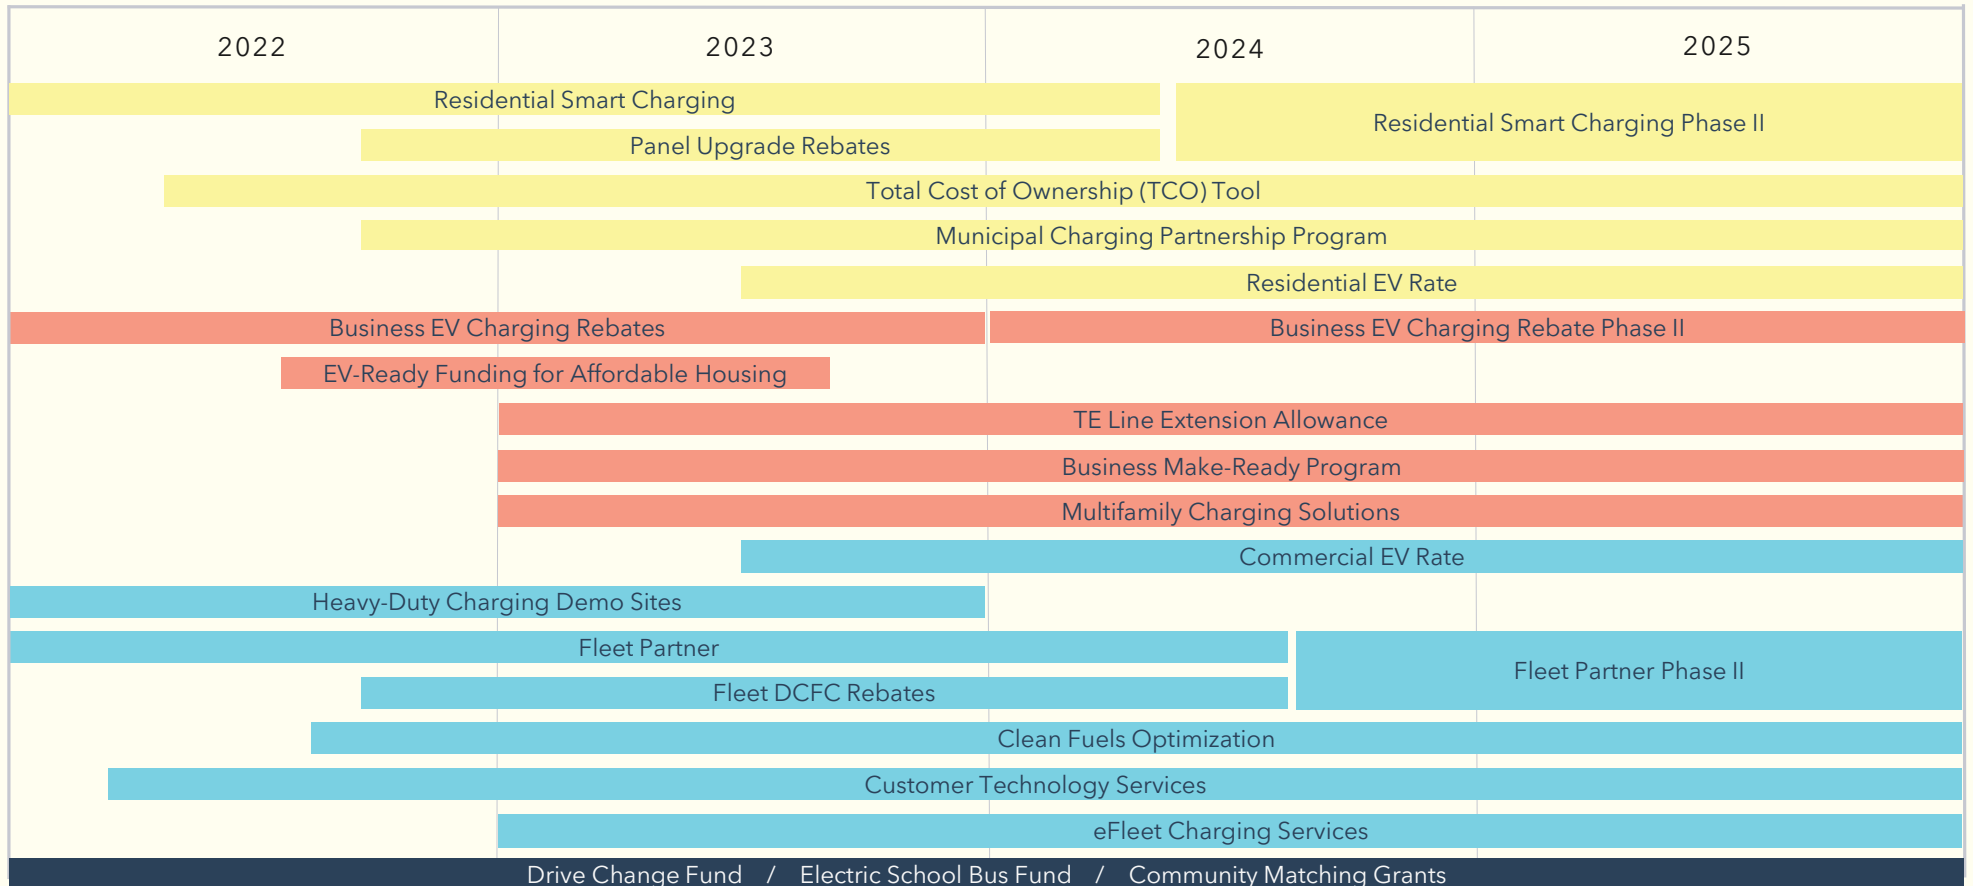 2022 2023 2024 2025
Residential Smart Charging
Residential Smart Charging Phase II
Panel Upgrade Rebates
Total Cost of Ownership (TCO) Tool
Municipal Charging Partnership Program
Residential EV Rate
Business EV Charging Rebates
Business EV Charging Rebate Phase II
EV-Ready Funding for Affordable Housing
TE Line Extension Allowance
Business Make-Ready Program
Multifamily Charging Solutions
Commercial EV Rate
Heavy-Duty Charging Demo Sites
Fleet Partner
Fleet Partner Phase II
Fleet DCFC Rebates
Clean Fuels Optimization
Customer Technology Services
eFleet Charging Services
Drive Change Fund / Electric School Bus Fund / Community Matching Grants